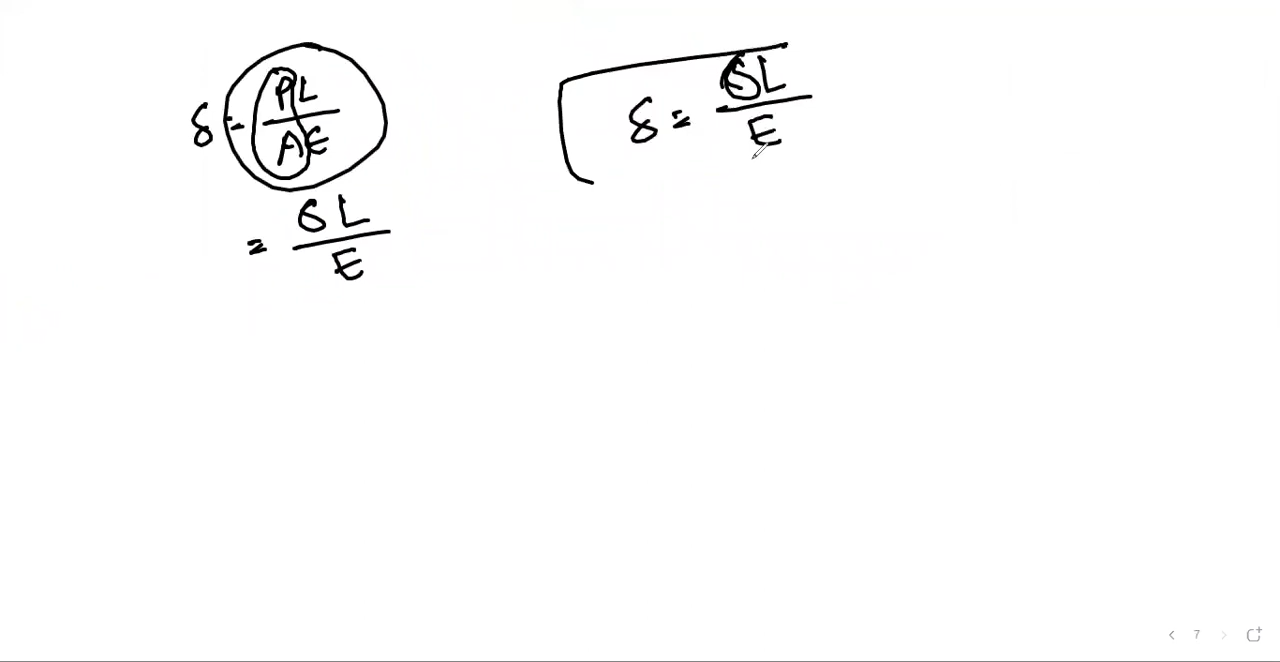 δ = PL/AE
= σL/E
δ = σL/E
7